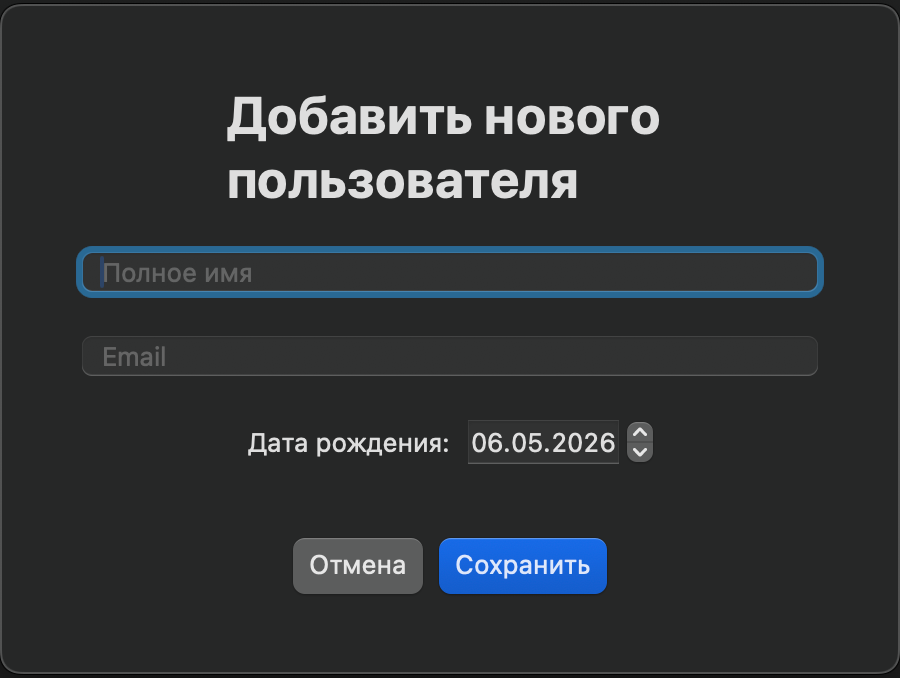 Добавить нового
пользователя
Полное имя
Email
Дата рождения: 06.05.2026
Отмена Сохранить